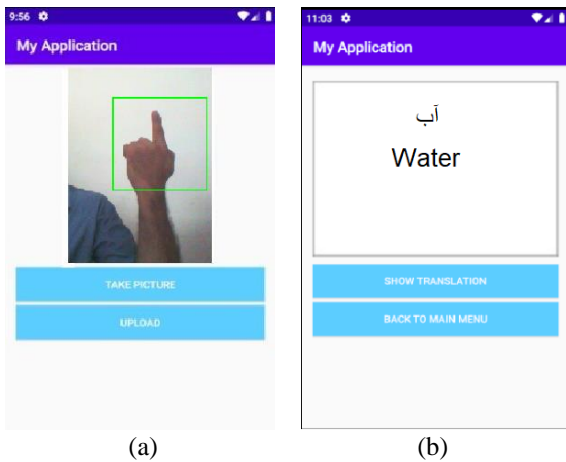 9:56
My Application
TAKE PICTURE
UPLOAD
(a)
11:03
My Application
آب
Water
SHOW TRANSLATION
BACK TO MAIN MENU
(b)